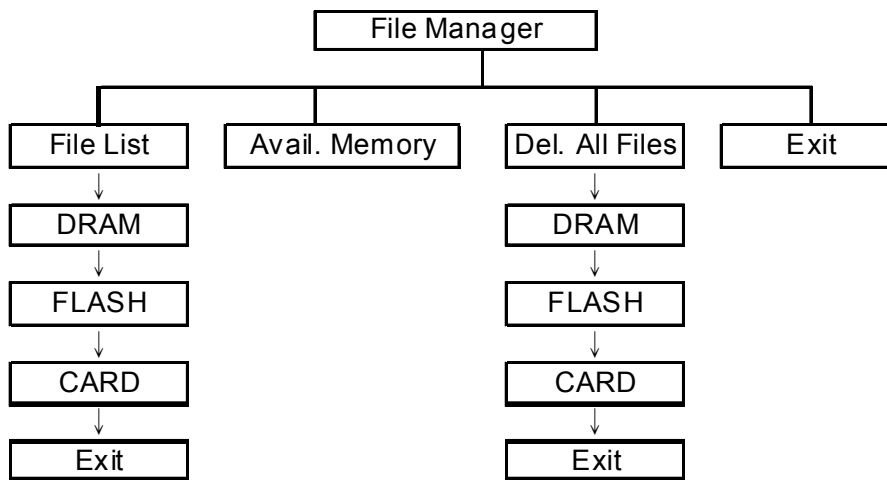 File Manager
File List
Avail. Memory
Del. All Files
Exit
DRAM
DRAM
FLASH
FLASH
CARD
CARD
Exit
Exit